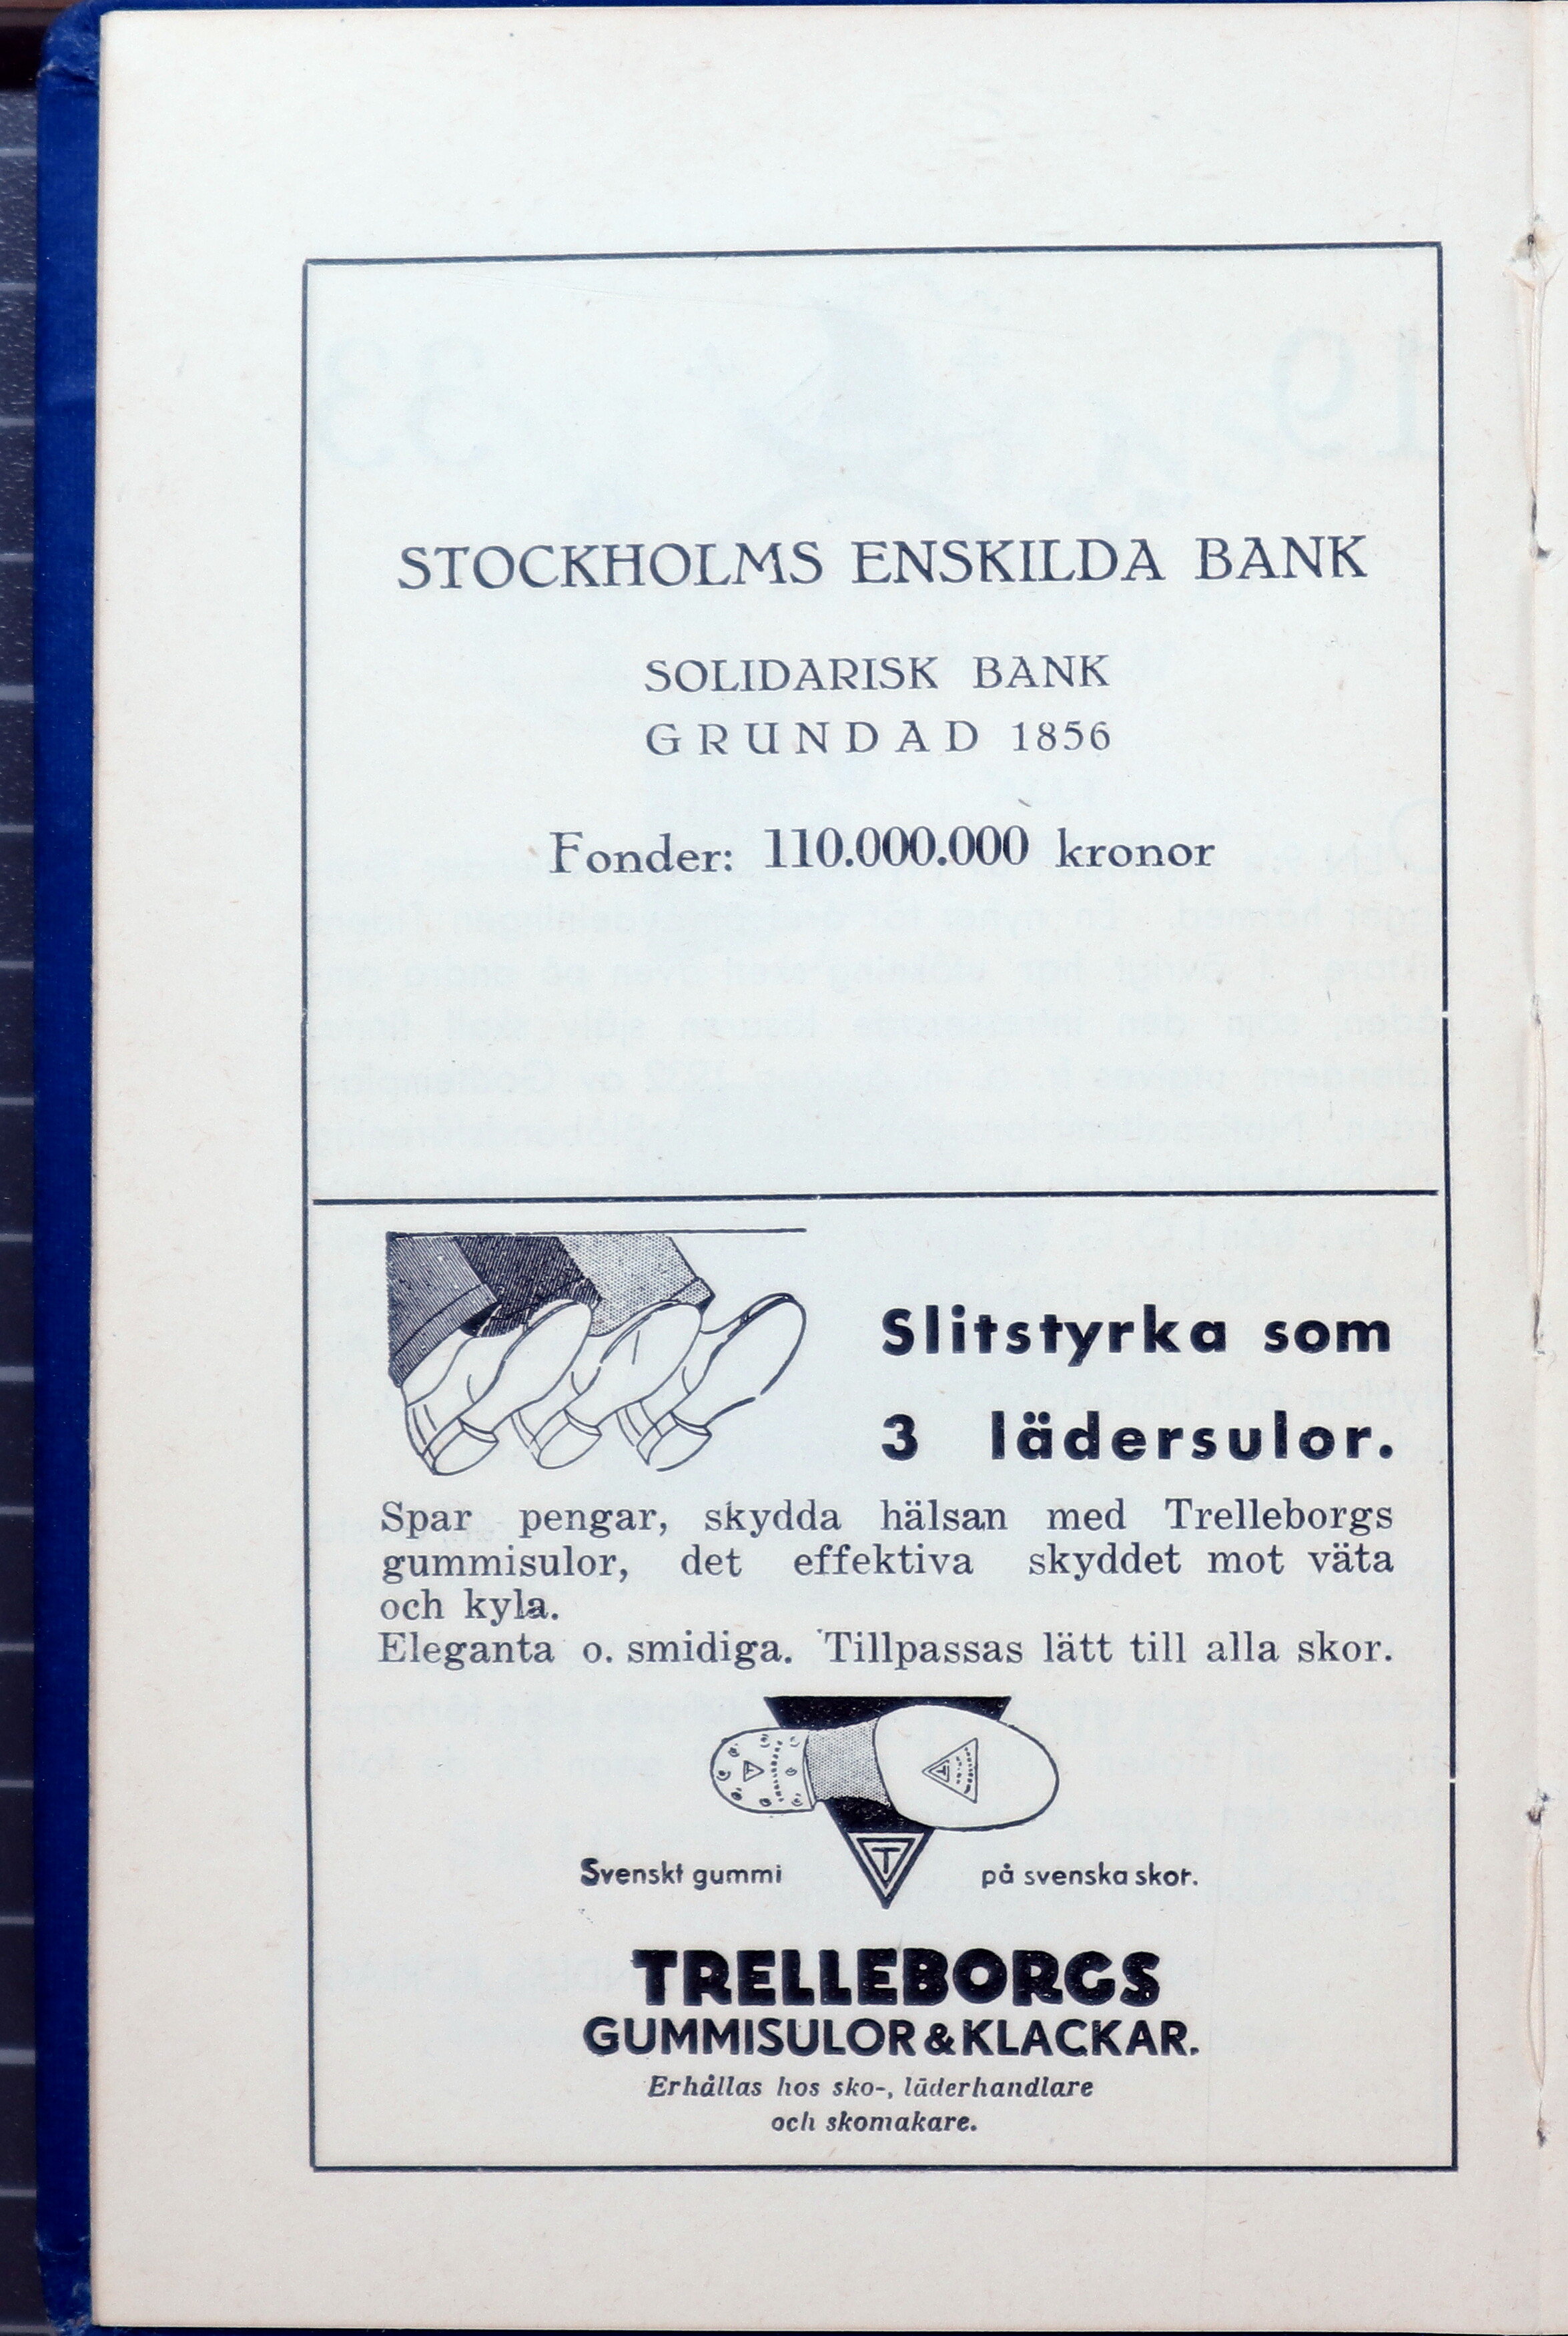 STOCKHOLMS ENSKILDA BANK
SOLIDARISK BANK
GRUNDAD 1856
Fonder: 110.000.000 kronor
Slitstyrka som
3 lädersulor.
Spar pengar, skydda hälsan med Trelleborgs
gummisulor, det effektiva skyddet mot väta
och kyla.
Eleganta o. smidiga. Tillpassas lätt till alla skor.
T
Svenskt gummi på svenska skor.
TRELLEBORGS
GUMMISULOR & KLACKAR.
Erhållas hos sko-, läderhandlare
och skomakare.